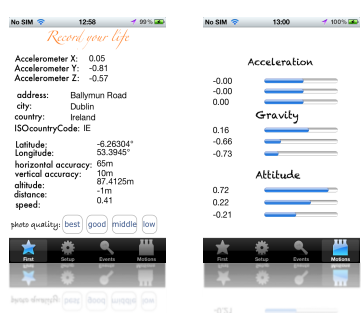 No SIM 12:58 99%
Record your life
Accelerometer X: 0.05
Accelerometer Y: -0.81
Accelerometer Z: -0.57
address: Ballymun Road
city: Dublin
country: Ireland
ISOcountryCode: IE
Latitude: -6.26304°
Longitude: 53.3945°
horizontal accuracy: 65m
vertical accuracy: 10m
altitude: 87.4125m
distance: -1m
speed: 0.41
photo quality: best good middle low
First Setup Events Motions
No SIM 13:00 100%
Acceleration
-0.00
-0.00
0.00
Gravity
0.16
-0.66
-0.73
Attitude
0.72
0.22
-0.21
First Setup Events Motions